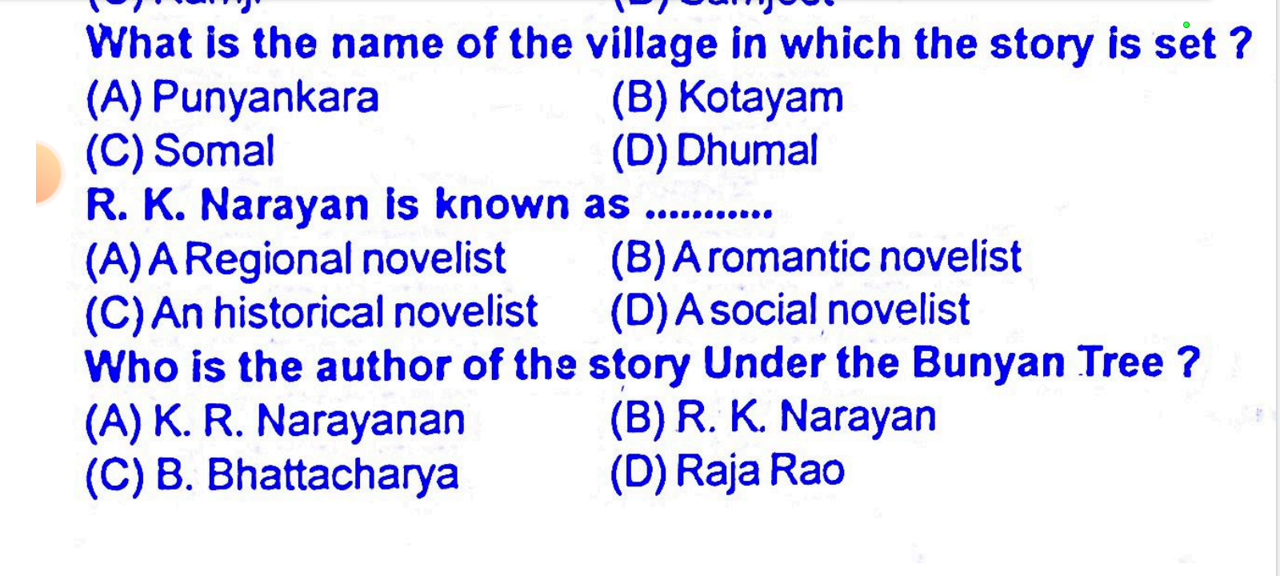 What is the name of the village in which the story is set ?
(A) Punyankara (B) Kotayam
(C) Somal (D) Dhumal
R. K. Narayan is known as ...........
(A) A Regional novelist (B) A romantic novelist
(C) An historical novelist (D) A social novelist
Who is the author of the story Under the Bunyan Tree ?
(A) K. R. Narayanan (B) R. K. Narayan
(C) B. Bhattacharya (D) Raja Rao